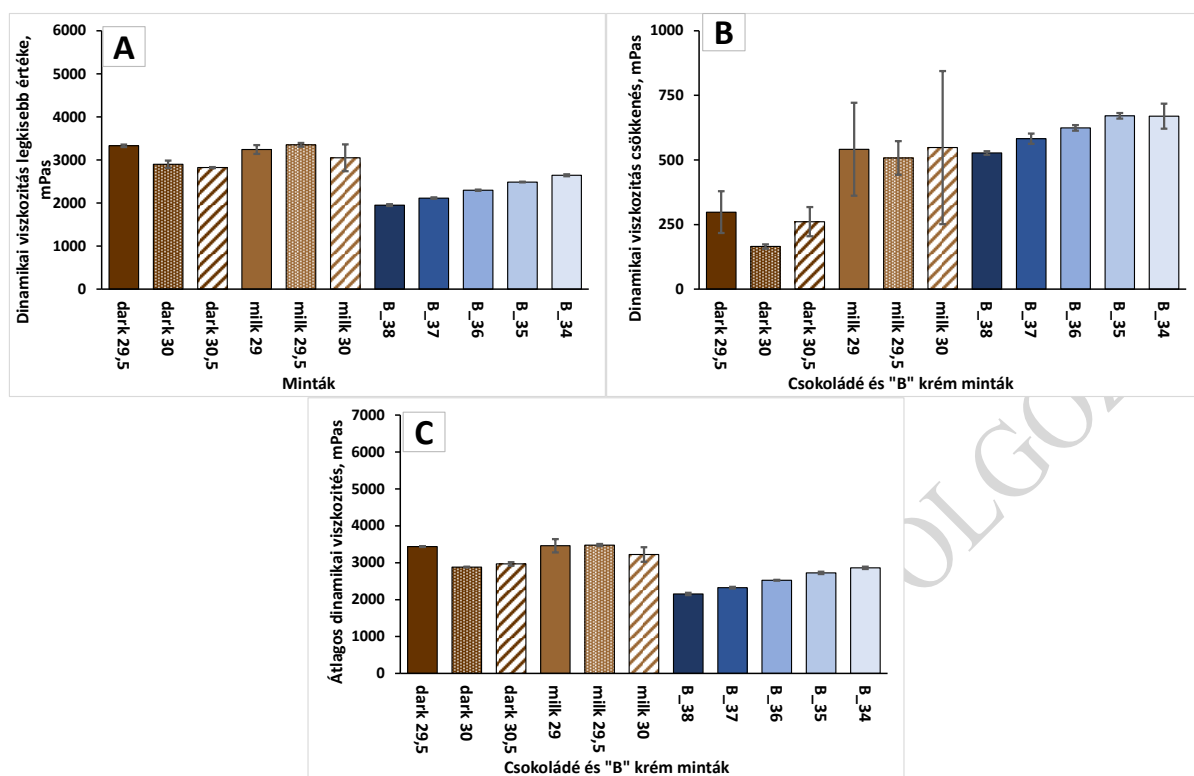 A
Dinamikai viszkozitás legkisebb értéke,
mPas
6000
5000
4000
3000
2000
1000
0
dark 29,5
dark 30
dark 30,5
milk 29
milk 29,5
milk 30
B_38
B_37
B_36
B_35
B_34
Minták
B
Dinamikai viszkozitás csökkenés, mPas
1000
750
500
250
0
dark 29,5
dark 30
dark 30,5
milk 29
milk 29,5
milk 30
B_38
B_37
B_36
B_35
B_34
Csokoládé és "B" krém minták
C
Átlagos dinamikai viszkozités, mPas
7000
6000
5000
4000
3000
2000
1000
0
dark 29,5
dark 30
dark 30,5
milk 29
milk 29,5
milk 30
B_38
B_37
B_36
B_35
B_34
Csokoládé és "B" krém minták